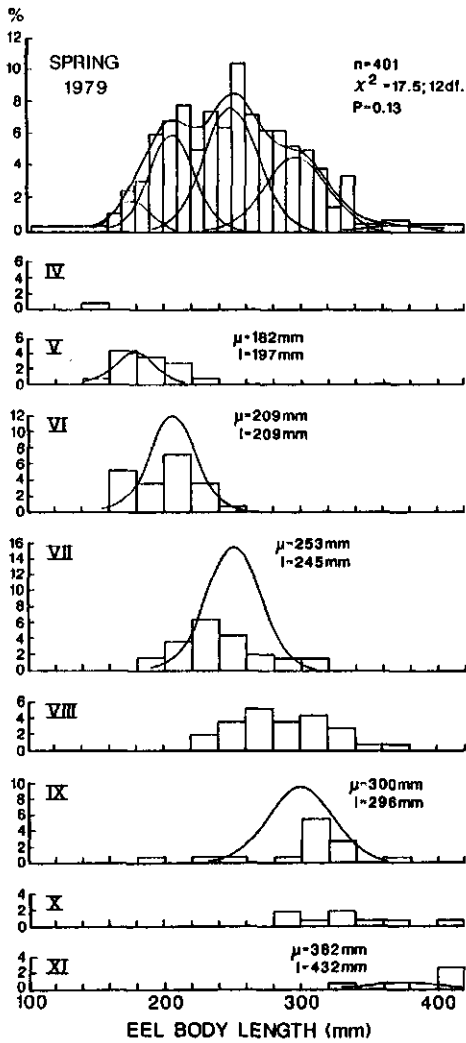 %
12
SPRING
1979
n=401
χ² =17.5; 12df.
P=0.13
10
8
6
4
2
0
6
IV
4
2
0
6
V
μ=182mm
l=197mm
4
2
0
12
VI
μ=209mm
l=209mm
10
8
6
4
2
0
16
VII
μ=253mm
l=245mm
14
12
10
8
6
4
2
0
6
VIII
4
2
0
10
IX
μ=300mm
l=296mm
8
6
4
2
0
4
X
2
0
4
XI
μ=382mm
l=432mm
2
0
100 200 300 400
EEL BODY LENGTH (mm)